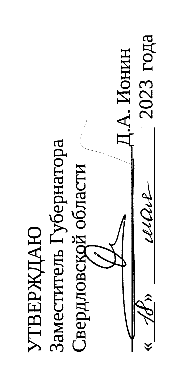 УТВЕРЖДАЮ
Заместитель Губернатора
Свердловской области
Д.А. Ионин
« 18 » мая 2023 года